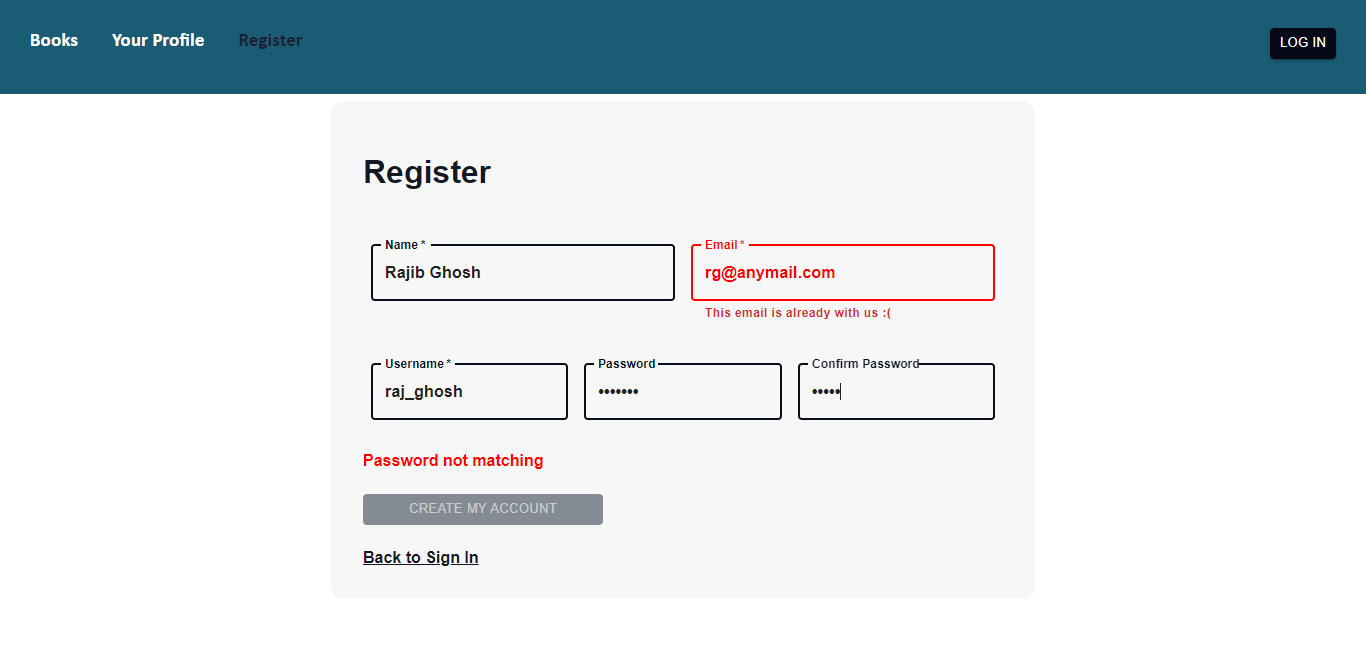 Books Your Profile Register LOG IN
Register
Name * Email *
Rajib Ghosh rg@anymail.com
This email is already with us :(
Username * Password Confirm Password
raj_ghosh ••••••• •••••
Password not matching
CREATE MY ACCOUNT
Back to Sign In